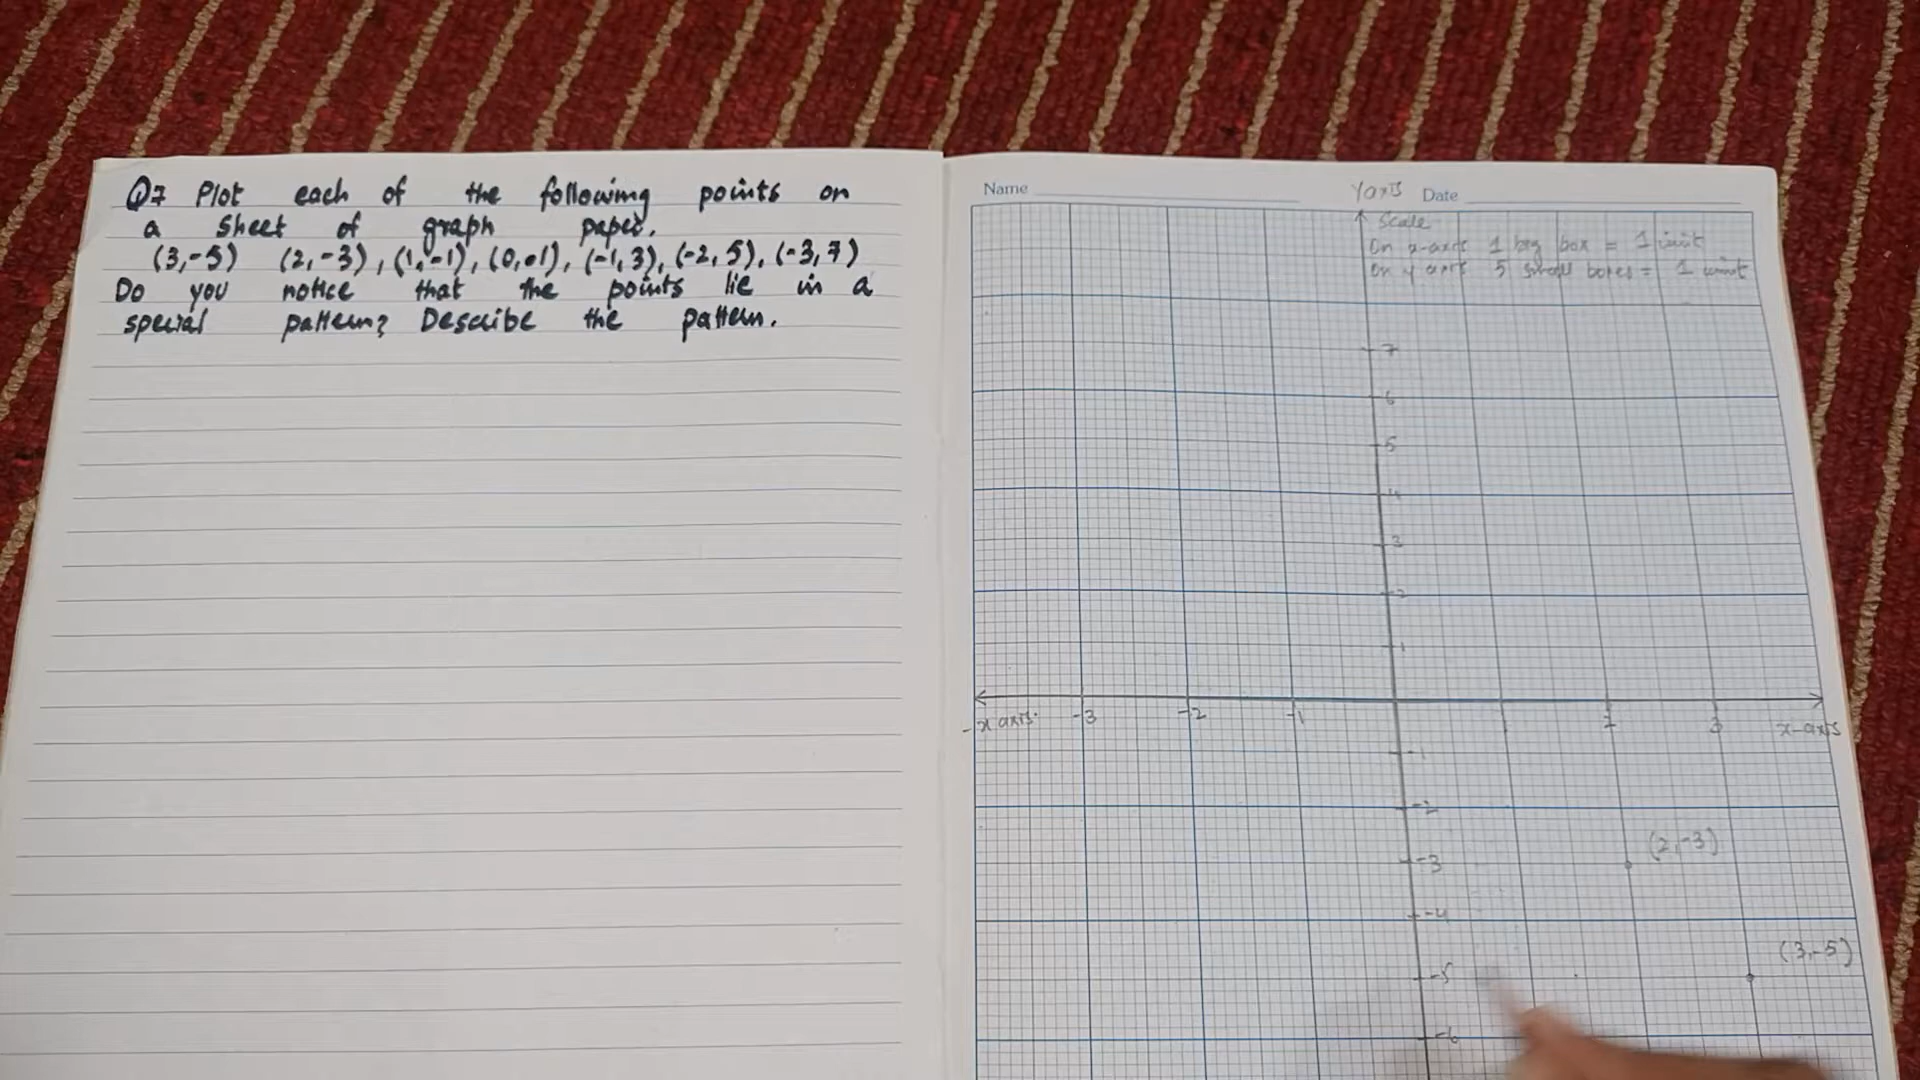 Q7 Plot each of the following points on
a sheet of graph paper.
(3,-5) (2,-3), (1,-1), (0,1), (-1,3), (-2,5), (-3,7)
Do you notice that the points lie in a
special pattern? Describe the pattern.
Name Y axis Date
Scale
On x-axis 1 big box = 1 unit
On y axis 5 small boxes = 1 unit
7
6
5
4
3
2
1
-x axis -3 -2 -1 1 2 3 x-axis
-1
-2
(2,-3)
-3
-4
(3,-5)
-5
-6